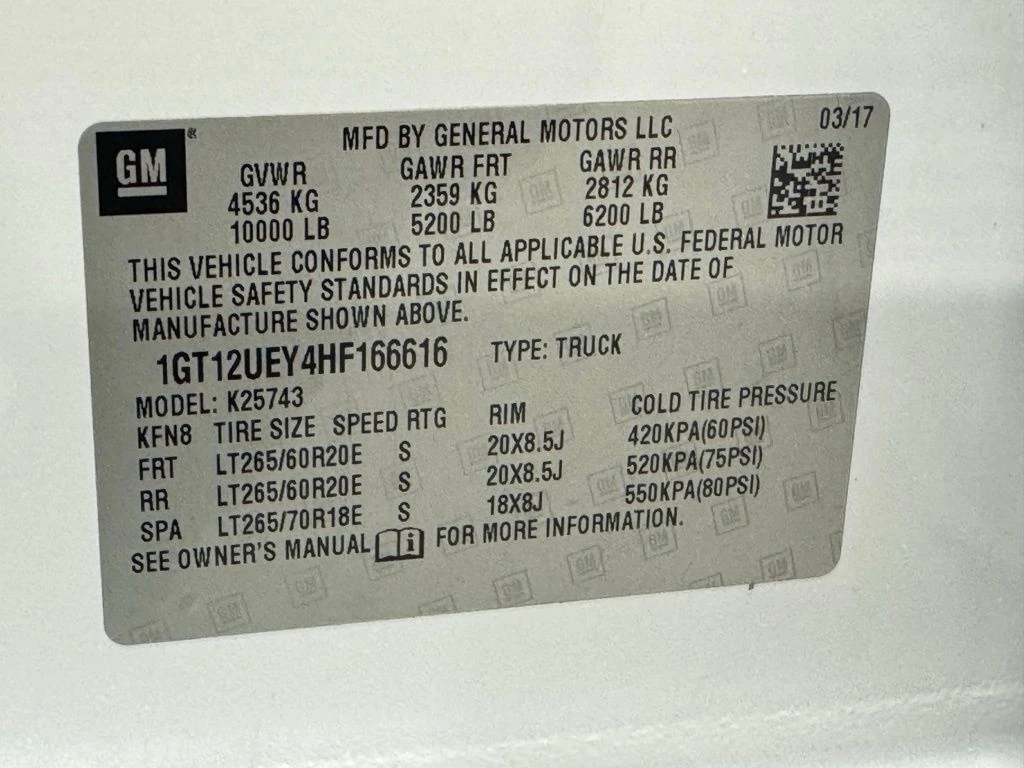 GM
®
MFD BY GENERAL MOTORS LLC 03/17
GVWR GAWR FRT GAWR RR
4536 KG 2359 KG 2812 KG
10000 LB 5200 LB 6200 LB
THIS VEHICLE CONFORMS TO ALL APPLICABLE U.S. FEDERAL MOTOR
VEHICLE SAFETY STANDARDS IN EFFECT ON THE DATE OF
MANUFACTURE SHOWN ABOVE.
1GT12UEY4HF166616 TYPE: TRUCK
MODEL: K25743
KFN8 TIRE SIZE SPEED RTG RIM COLD TIRE PRESSURE
FRT LT265/60R20E S 20X8.5J 420KPA(60PSI)
RR LT265/60R20E S 20X8.5J 520KPA(75PSI)
SPA LT265/70R18E S 18X8J 550KPA(80PSI)
SEE OWNER'S MANUAL i FOR MORE INFORMATION.